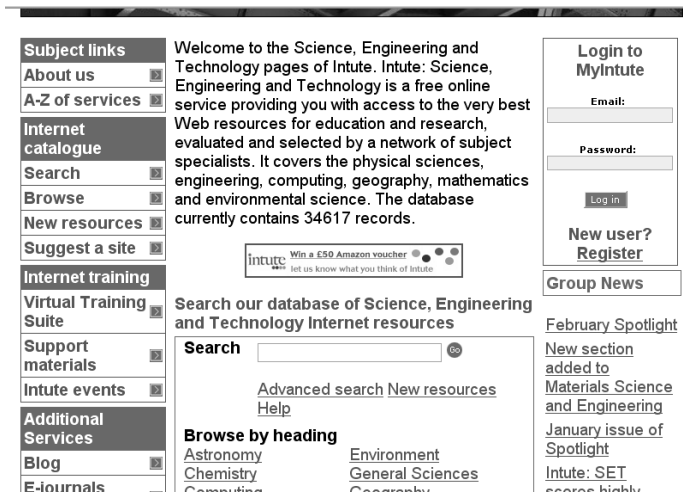 Subject links
About us
A-Z of services
Internet
catalogue
Search
Browse
New resources
Suggest a site
Internet training
Virtual Training
Suite
Support
materials
Intute events
Additional
Services
Blog
E-journals
Welcome to the Science, Engineering and
Technology pages of Intute. Intute: Science,
Engineering and Technology is a free online
service providing you with access to the very best
Web resources for education and research,
evaluated and selected by a network of subject
specialists. It covers the physical sciences,
engineering, computing, geography, mathematics
and environmental science. The database
currently contains 34617 records.
intute Win a £50 Amazon voucher
let us know what you think of Intute
Search our database of Science, Engineering
and Technology Internet resources
Search
Go
Advanced search New resources
Help
Browse by heading
Astronomy
Chemistry
Computing
Environment
General Sciences
Geography
Login to
MyIntute
Email:
Password:
Log in
New user?
Register
Group News
February Spotlight
New section
added to
Materials Science
and Engineering
January issue of
Spotlight
Intute: SET
scores highly